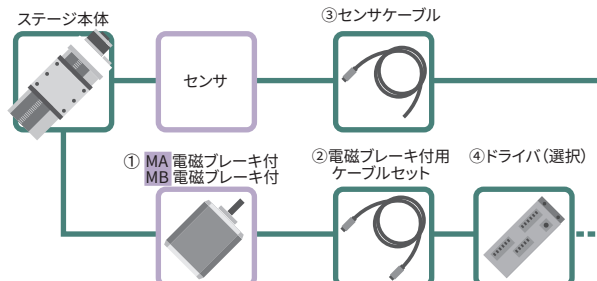 ステージ本体
③センサケーブル
センサ
① MA 電磁ブレーキ付
MB 電磁ブレーキ付
②電磁ブレーキ付用
ケーブルセット
④ドライバ（選択）